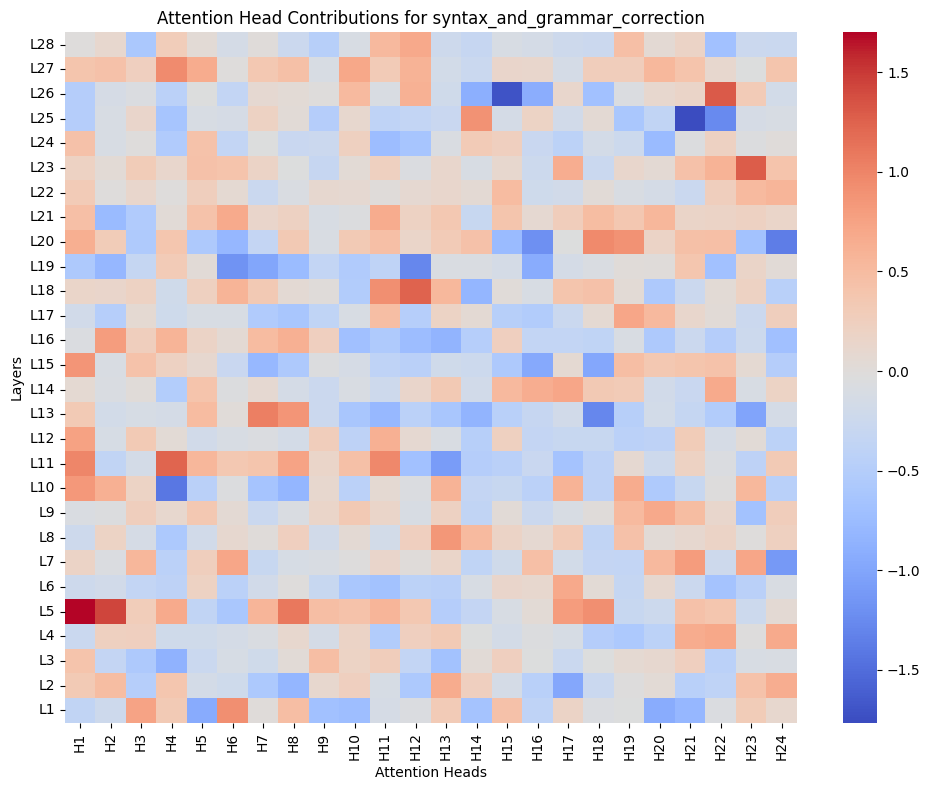 Attention Head Contributions for syntax_and_grammar_correction
Layers
L28
L27
L26
L25
L24
L23
L22
L21
L20
L19
L18
L17
L16
L15
L14
L13
L12
L11
L10
L9
L8
L7
L6
L5
L4
L3
L2
L1
H1 H2 H3 H4 H5 H6 H7 H8 H9 H10 H11 H12 H13 H14 H15 H16 H17 H18 H19 H20 H21 H22 H23 H24
Attention Heads
1.5
1.0
0.5
0.0
−0.5
−1.0
−1.5